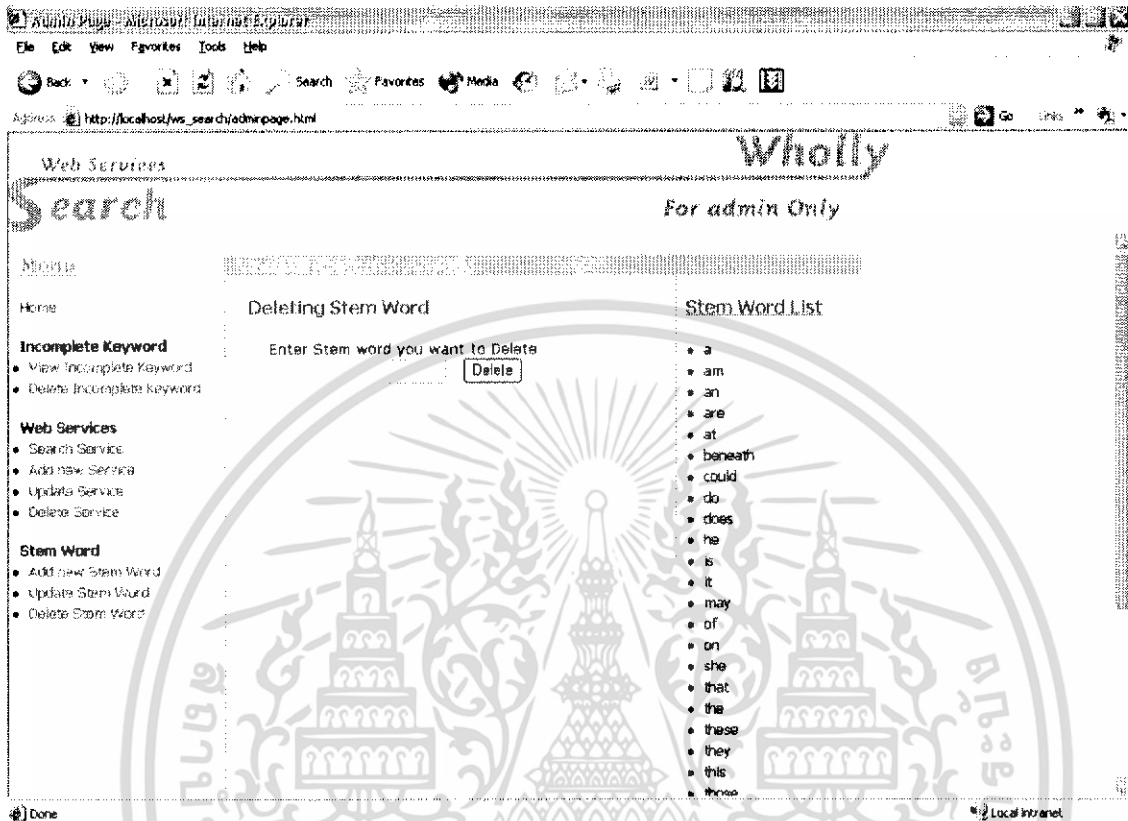 Admin Page - Microsoft Internet Explorer
File Edit View Favorites Tools Help
Back Search Favorites Media
Address http://localhost/ws_search/adminpage.html Go Links »
Web Services
Wholly
Search
For admin Only
Menu
Home
Incomplete Keyword
• View Incomplete Keyword
• Delete Incomplete Keyword
Web Services
• Search Service
• Add new Service
• Update Service
• Delete Service
Stem Word
• Add new Stem Word
• Update Stem Word
• Delete Stem Word
Deleting Stem Word
Enter Stem word you want to Delete
Delete
Stem Word List
• a
• am
• an
• are
• at
• beneath
• could
• do
• does
• he
• is
• it
• may
• of
• on
• she
• that
• the
• these
• they
• this
• those
Done
Local intranet